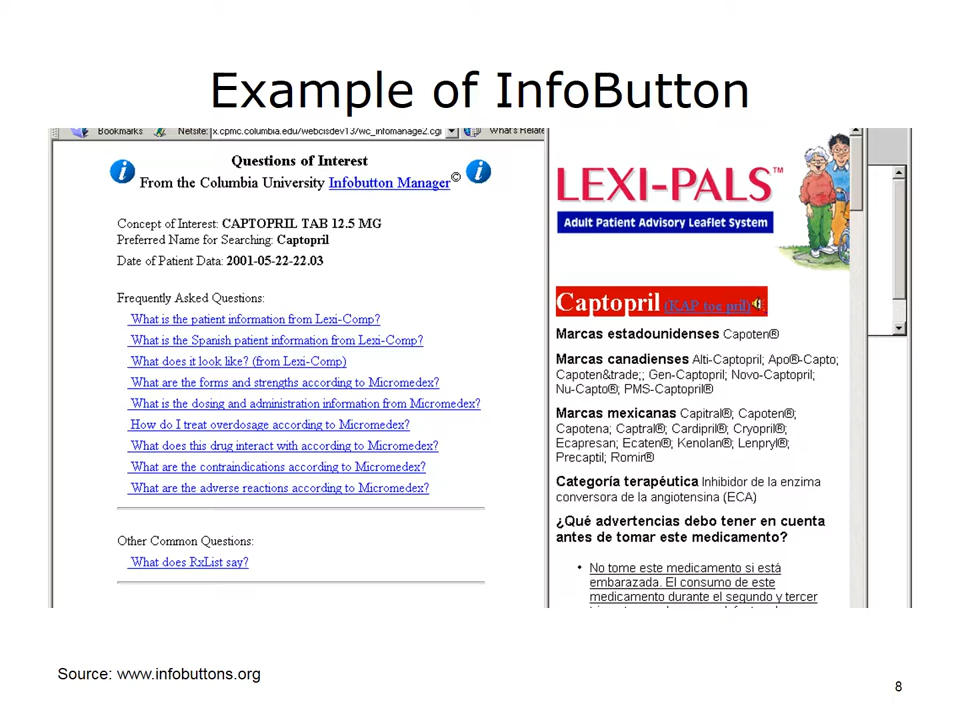 Example of InfoButton
Bookmarks Netsite: x.cpmc.columbia.edu/webcisdev13/wc_infomanage2.cgi What's Relate
Questions of Interest
From the Columbia University Infobutton Manager©
Concept of Interest: CAPTOPRIL TAB 12.5 MG
Preferred Name for Searching: Captopril
Date of Patient Data: 2001-05-22-22.03
Frequently Asked Questions:
What is the patient information from Lexi-Comp?
What is the Spanish patient information from Lexi-Comp?
What does it look like? (from Lexi-Comp)
What are the forms and strengths according to Micromedex?
What is the dosing and administration information from Micromedex?
How do I treat overdosage according to Micromedex?
What does this drug interact with according to Micromedex?
What are the contraindications according to Micromedex?
What are the adverse reactions according to Micromedex?
Other Common Questions:
What does RxList say?
LEXI-PALS™
Adult Patient Advisory Leaflet System
Captopril (KAP toe pril)
Marcas estadounidenses Capoten®
Marcas canadienses Alti-Captopril; Apo®-Capto;
Capoten&trade;; Gen-Captopril; Novo-Captopril;
Nu-Capto®; PMS-Captopril®
Marcas mexicanas Capitral®; Capoten®;
Capotena; Captral®; Cardipril®; Cryopril®;
Ecapresan; Ecaten®; Kenolan®; Lenpryl®;
Precaptil; Romir®
Categoría terapéutica Inhibidor de la enzima
conversora de la angiotensina (ECA)
¿Qué advertencias debo tener en cuenta
antes de tomar este medicamento?
• No tome este medicamento si está
embarazada. El consumo de este
medicamento durante el segundo y tercer
Source: www.infobuttons.org
8